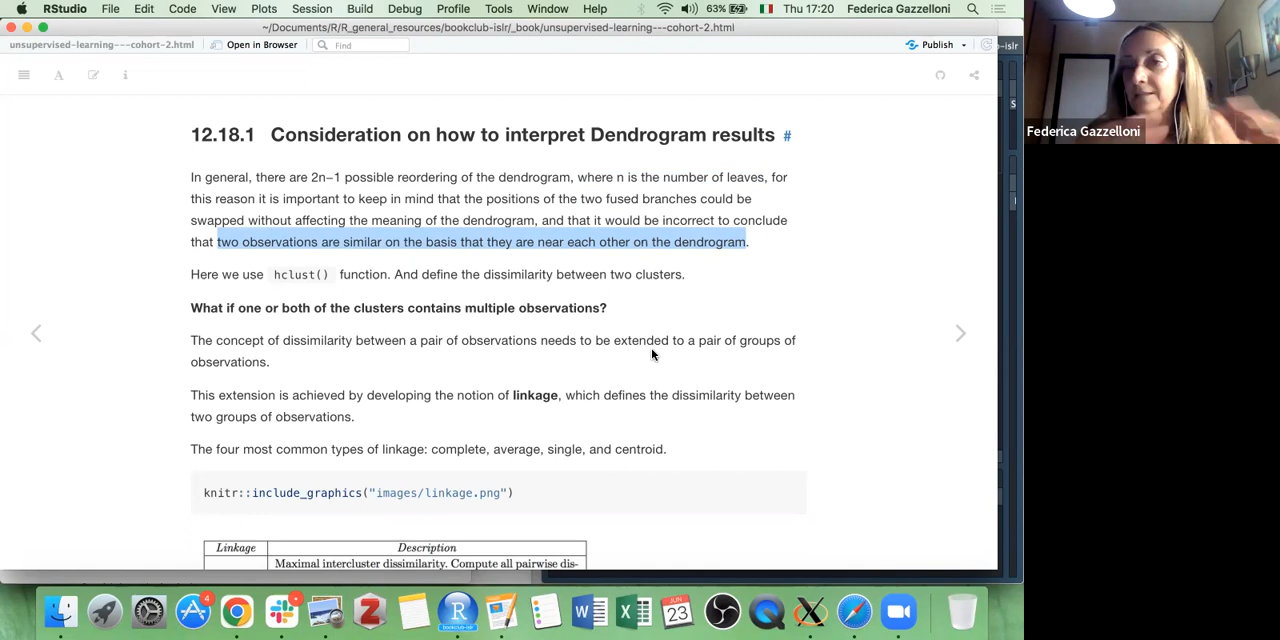 RStudio File Edit Code View Plots Session Build Debug Profile Tools Window Help 63% Thu 17:20 Federica Gazzelloni
~/Documents/R/R_general_resources/bookclub-islr/_book/unsupervised-learning---cohort-2.html
unsupervised-learning---cohort-2.html Open in Browser Find Publish
12.18.1 Consideration on how to interpret Dendrogram results #
In general, there are 2n−1 possible reordering of the dendrogram, where n is the number of leaves, for
this reason it is important to keep in mind that the positions of the two fused branches could be
swapped without affecting the meaning of the dendrogram, and that it would be incorrect to conclude
that two observations are similar on the basis that they are near each other on the dendrogram.
Here we use hclust() function. And define the dissimilarity between two clusters.
What if one or both of the clusters contains multiple observations?
The concept of dissimilarity between a pair of observations needs to be extended to a pair of groups of
observations.
This extension is achieved by developing the notion of linkage, which defines the dissimilarity between
two groups of observations.
The four most common types of linkage: complete, average, single, and centroid.
knitr::include_graphics("images/linkage.png")
Linkage Description
Maximal intercluster dissimilarity. Compute all pairwise dis-
Federica Gazzelloni
o-islr
4
JUN
23